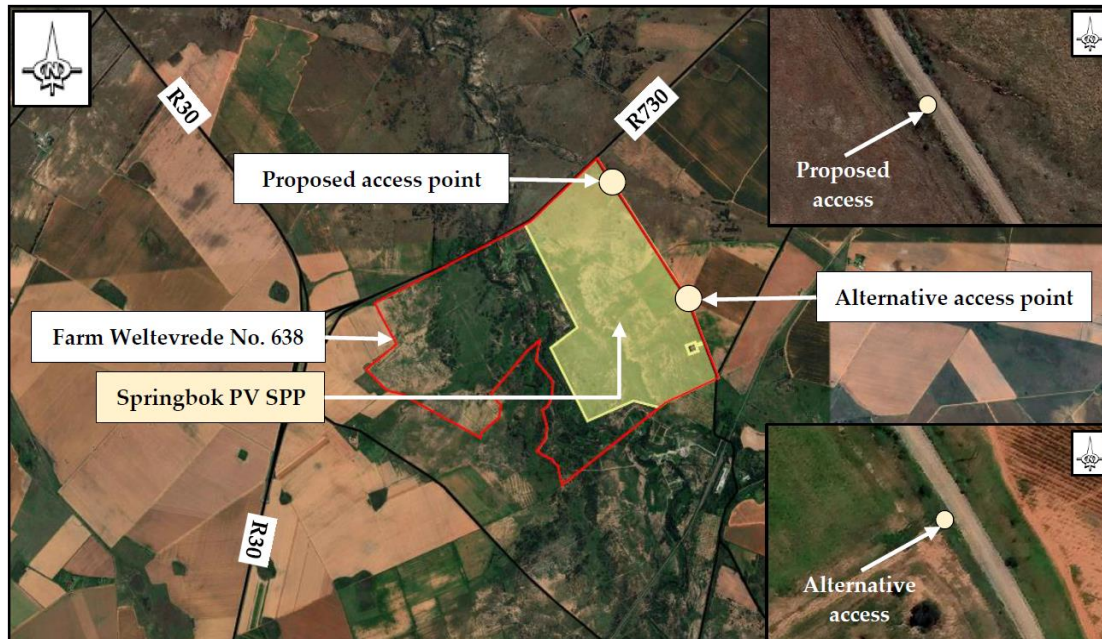 N
R30
R730
N
Proposed access point
Proposed
access
Alternative access point
Farm Weltevrede No. 638
Springbok PV SPP
N
R30
Alternative
access